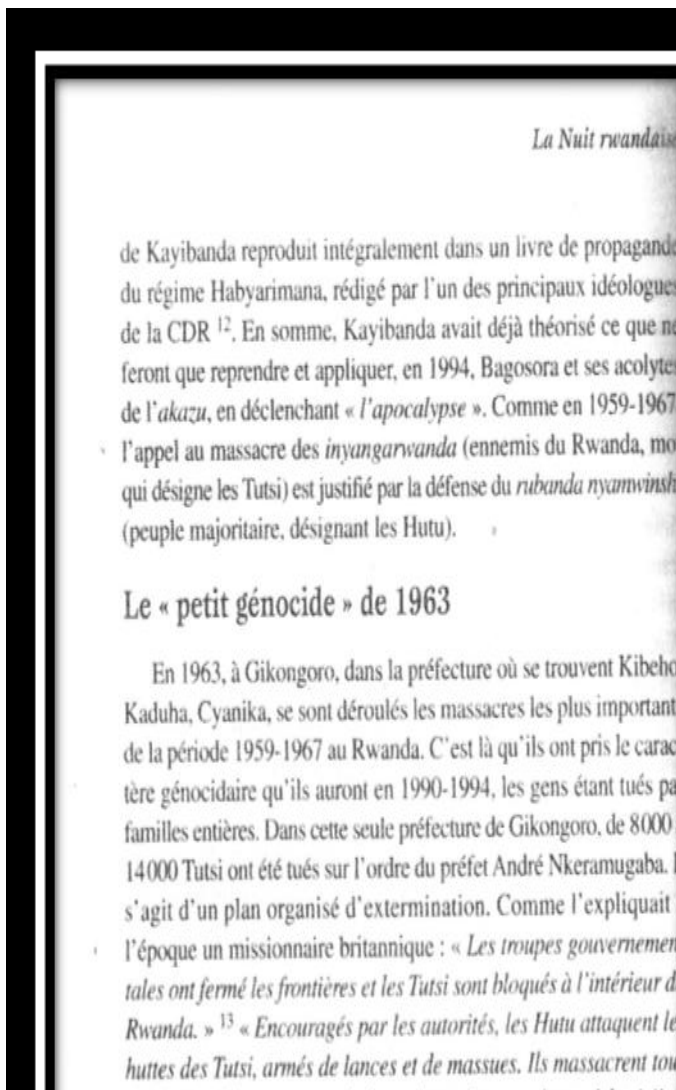 La Nuit rwandaise
de Kayibanda reproduit intégralement dans un livre de propagande
du régime Habyarimana, rédigé par l'un des principaux idéologues
de la CDR 12. En somme, Kayibanda avait déjà théorisé ce que ne
feront que reprendre et appliquer, en 1994, Bagosora et ses acolytes
de l'akazu, en déclenchant « l'apocalypse ». Comme en 1959-1967
l'appel au massacre des inyangarwanda (ennemis du Rwanda, mo
qui désigne les Tutsi) est justifié par la défense du rubanda nyamwinsh
(peuple majoritaire, désignant les Hutu).
Le « petit génocide » de 1963
En 1963, à Gikongoro, dans la préfecture où se trouvent Kibeho
Kaduha, Cyanika, se sont déroulés les massacres les plus important
de la période 1959-1967 au Rwanda. C'est là qu'ils ont pris le carac
tère génocidaire qu'ils auront en 1990-1994, les gens étant tués pa
familles entières. Dans cette seule préfecture de Gikongoro, de 8000
14000 Tutsi ont été tués sur l'ordre du préfet André Nkeramugaba. I
s'agit d'un plan organisé d'extermination. Comme l'expliquait
l'époque un missionnaire britannique : « Les troupes gouvernemen
tales ont fermé les frontières et les Tutsi sont bloqués à l'intérieur d
Rwanda. » 13 « Encouragés par les autorités, les Hutu attaquent le
huttes des Tutsi, armés de lances et de massues. Ils massacrent tou